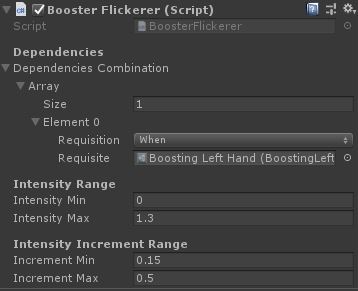 Booster Flickerer (Script)
Script BoosterFlickerer
Dependencies
Dependencies Combination
Array
Size 1
Element 0
Requisition When
Requisite Boosting Left Hand (BoostingLeft
Intensity Range
Intensity Min 0
Intensity Max 1.3
Intensity Increment Range
Increment Min 0.15
Increment Max 0.5